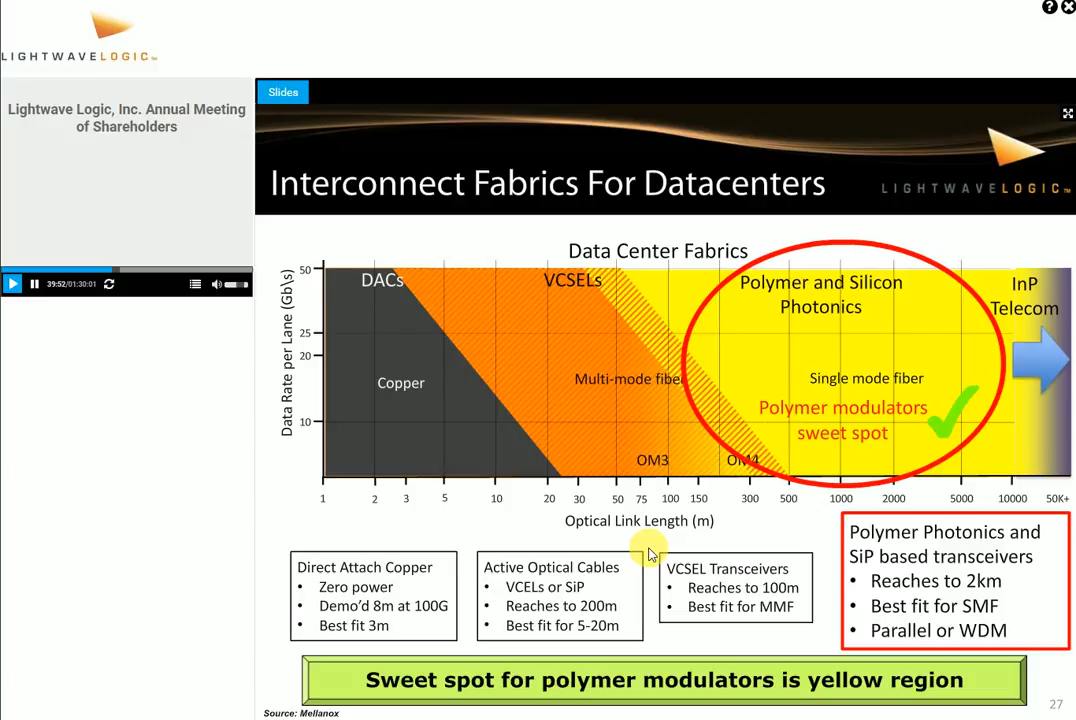 LIGHTWAVELOGIC™
Lightwave Logic, Inc. Annual Meeting
of Shareholders
39:52/01:30:01
Slides
Interconnect Fabrics For Datacenters
LIGHTWAVELOGIC™
Data Center Fabrics
Data Rate per Lane (Gb\s)
50
25
20
10
DACs
VCSELs
Polymer and Silicon
Photonics
InP
Telecom
Copper
Multi-mode fiber
Single mode fiber
Polymer modulators
sweet spot
OM3
OM4
1 2 3 5 10 20 30 50 75 100 150 300 500 1000 2000 5000 10000 50K+
Optical Link Length (m)
Direct Attach Copper
• Zero power
• Demo'd 8m at 100G
• Best fit 3m
Active Optical Cables
• VCELs or SiP
• Reaches to 200m
• Best fit for 5-20m
VCSEL Transceivers
• Reaches to 100m
• Best fit for MMF
Polymer Photonics and
SiP based transceivers
• Reaches to 2km
• Best fit for SMF
• Parallel or WDM
Sweet spot for polymer modulators is yellow region
Source: Mellanox
27